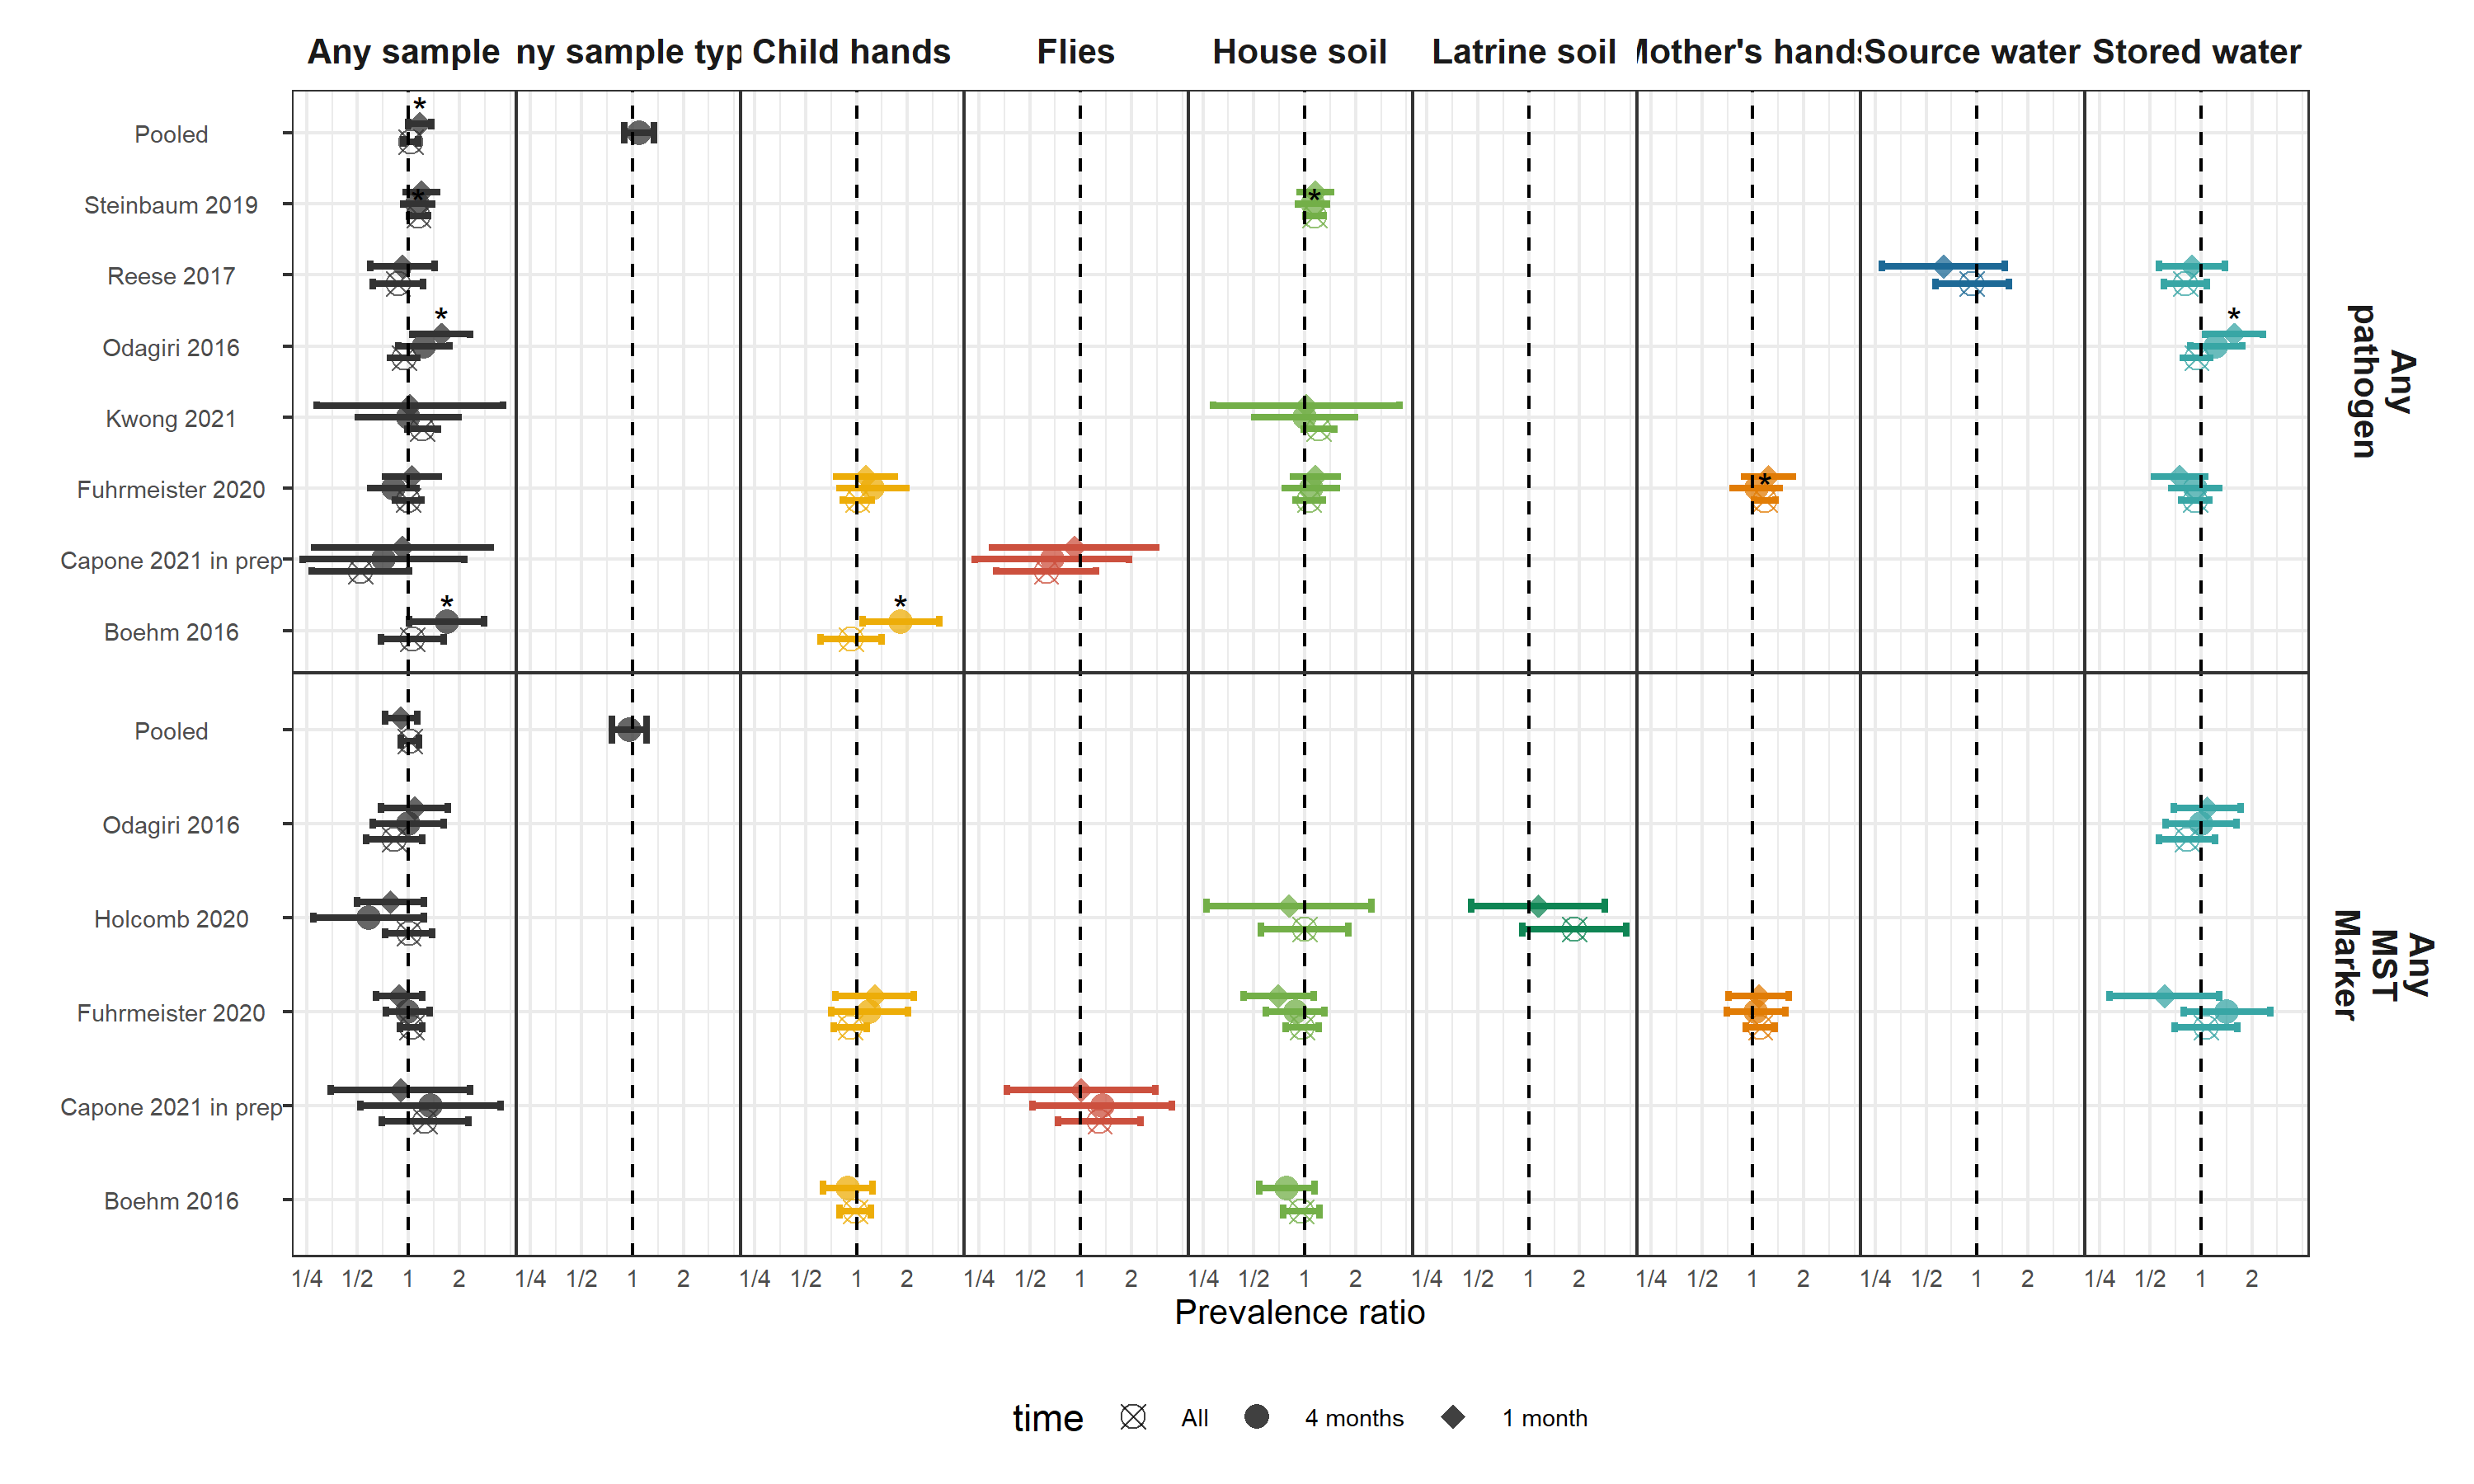 Any sample ny sample typ Child hands Flies House soil Latrine soil Mother's hands Source water Stored water
*
Pooled
Steinbaum 2019 * *
Reese 2017
* *
Odagiri 2016
Kwong 2021
Fuhrmeister 2020 *
Capone 2021 in prep
* *
Boehm 2016
Any
pathogen
Pooled
Odagiri 2016
Holcomb 2020
Fuhrmeister 2020
Capone 2021 in prep
Boehm 2016
Any
MST
Marker
1/4 1/2 1 2 1/4 1/2 1 2 1/4 1/2 1 2 1/4 1/2 1 2 1/4 1/2 1 2 1/4 1/2 1 2 1/4 1/2 1 2 1/4 1/2 1 2 1/4 1/2 1 2
Prevalence ratio
time All 4 months 1 month